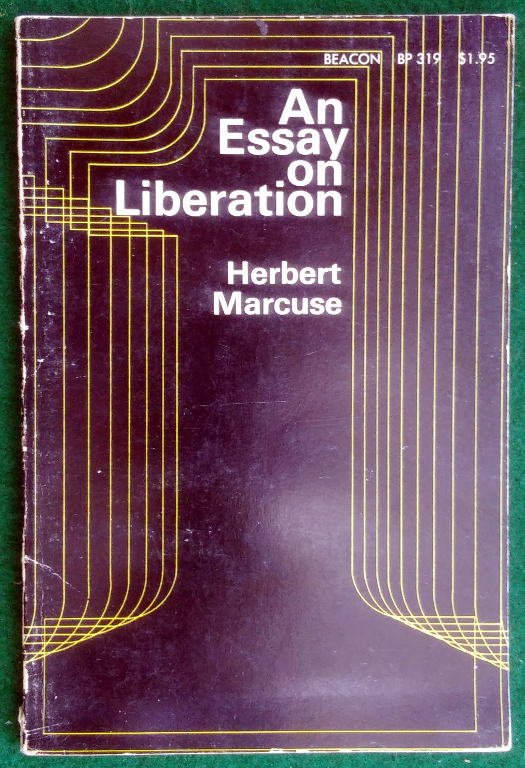 BEACON BP 319 $1.95
An
Essay
on
Liberation
Herbert
Marcuse